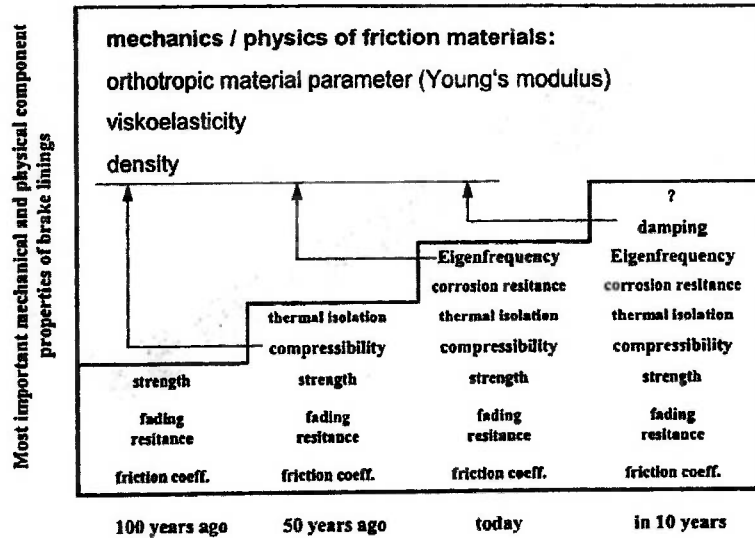 Most important mechanical and physical component
properties of brake linings
mechanics / physics of friction materials:
orthotropic material parameter (Young's modulus)
viskoelasticity
density
strength
fading
resitance
friction coeff.
100 years ago
thermal isolation
compressibility
strength
fading
resitance
friction coeff.
50 years ago
Eigenfrequency
corrosion resitance
thermal isolation
compressibility
strength
fading
resitance
friction coeff.
today
?
damping
Eigenfrequency
corrosion resitance
thermal isolation
compressibility
strength
fading
resitance
friction coeff.
in 10 years